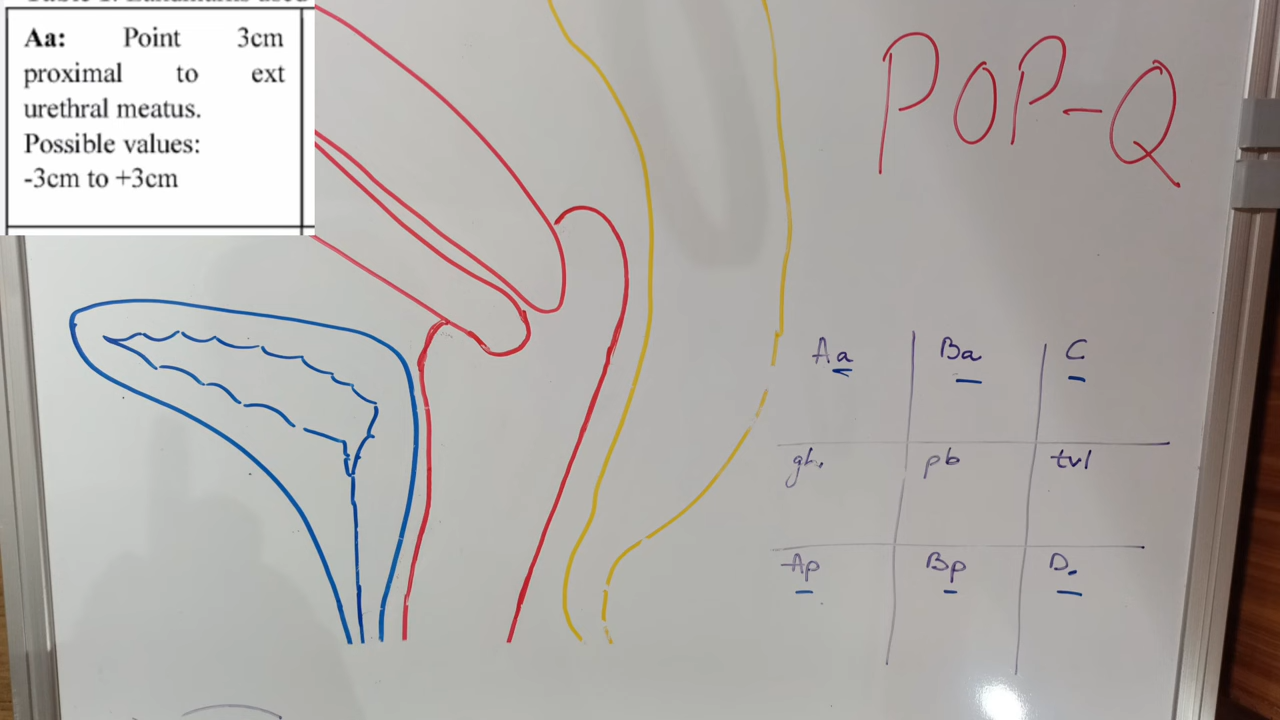 Aa: Point 3cm
proximal to ext
urethral meatus.
Possible values:
-3cm to +3cm
POP-Q
Aa Ba C
gh. pb tvl
Ap Bp D.